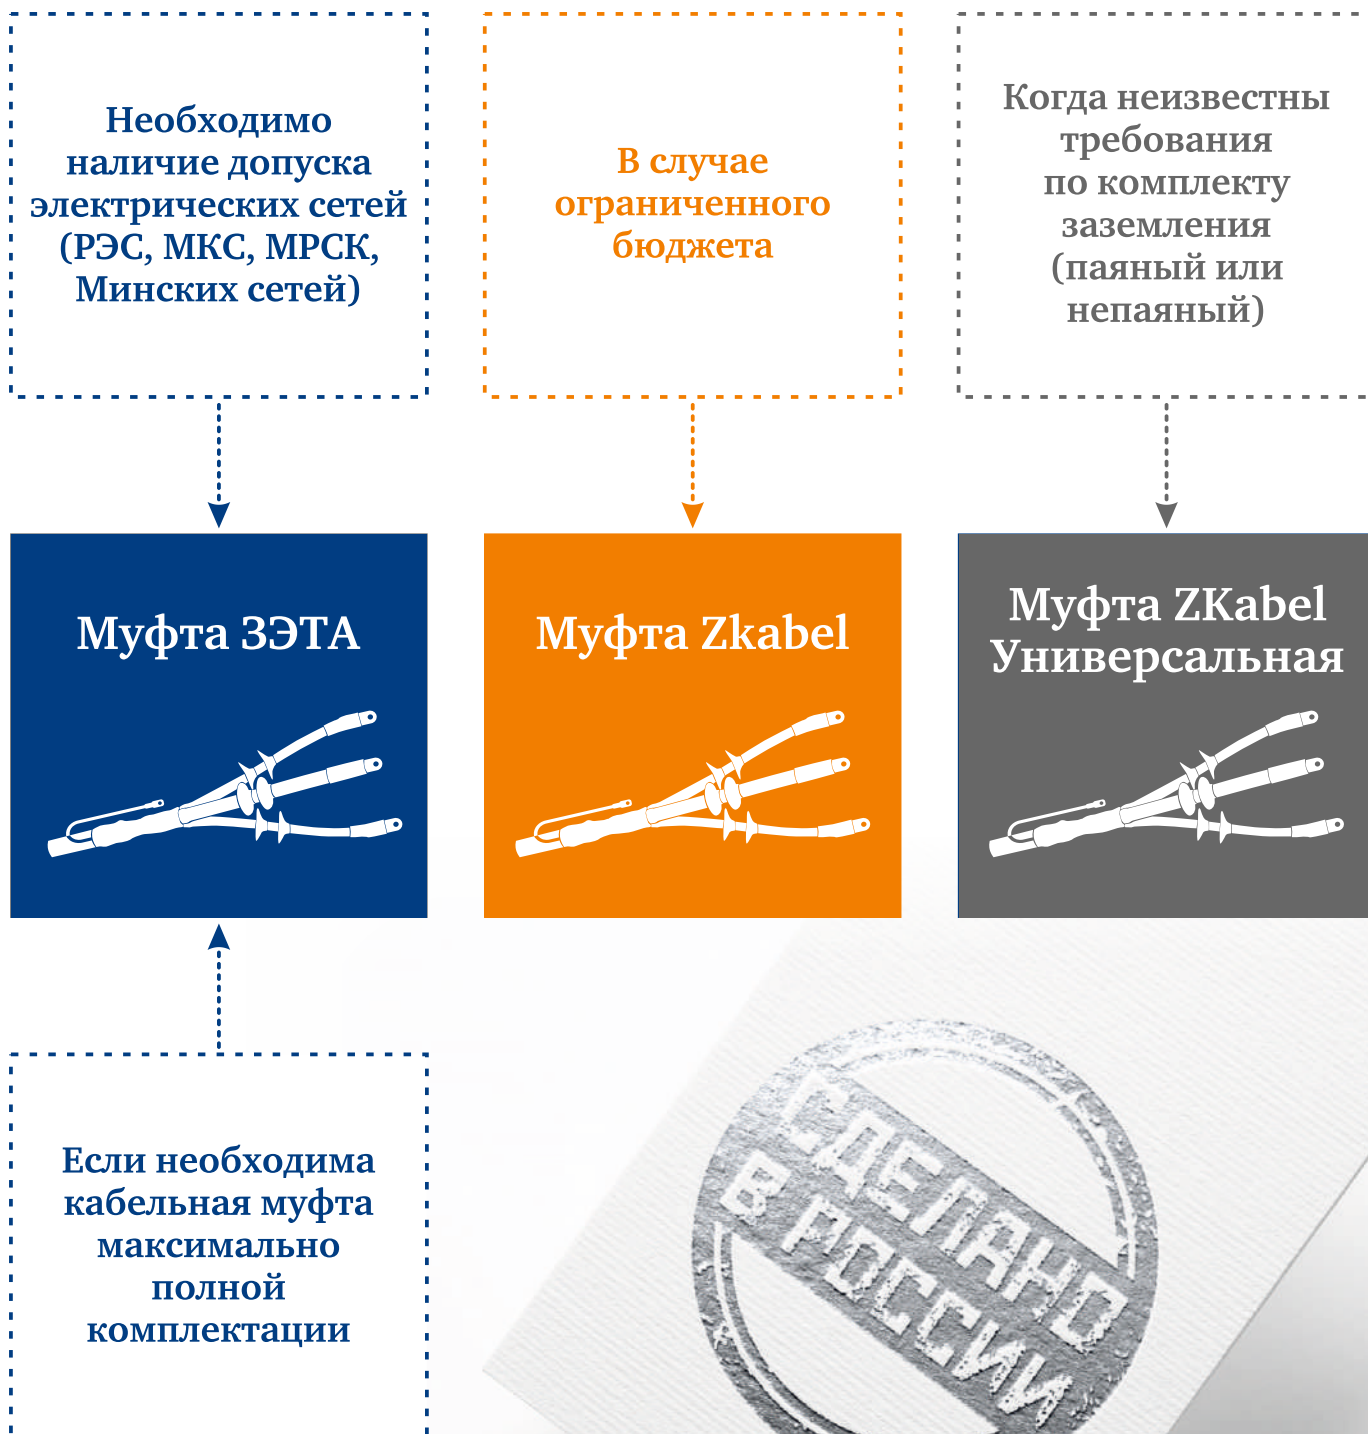 Необходимо
наличие допуска
электрических сетей
(РЭС, МКС, МРСК,
Минских сетей)
В случае
ограниченного
бюджета
Когда неизвестны
требования
по комплекту
заземления
(паяный или
непаяный)
Муфта ЗЭТА
Муфта Zkabel
Муфта ZKabel
Универсальная
Если необходима
кабельная муфта
максимально
полной
комплектации
СДЕЛАНО
В РОССИИ